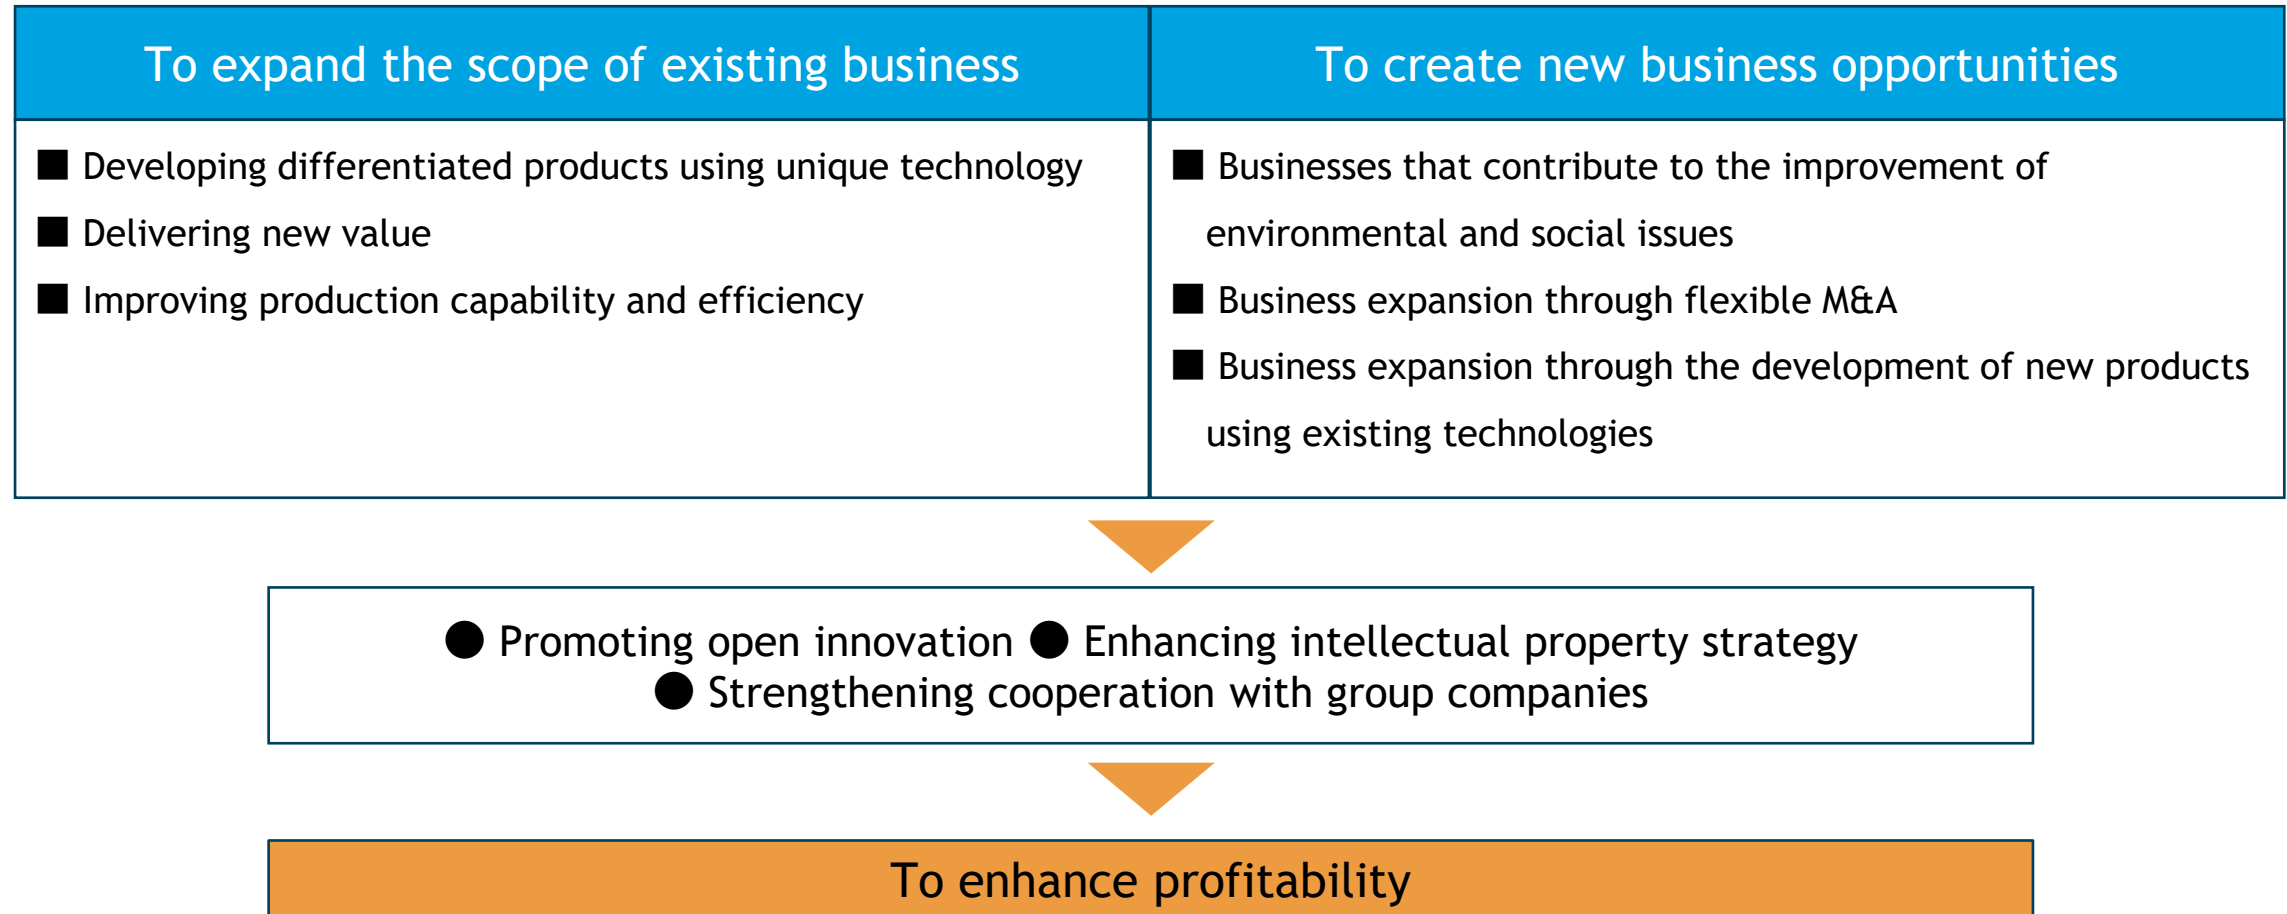 To expand the scope of existing business
To create new business opportunities
■ Developing differentiated products using unique technology
■ Delivering new value
■ Improving production capability and efficiency
■ Businesses that contribute to the improvement of
environmental and social issues
■ Business expansion through flexible M&A
■ Business expansion through the development of new products
using existing technologies
● Promoting open innovation ● Enhancing intellectual property strategy
● Strengthening cooperation with group companies
To enhance profitability